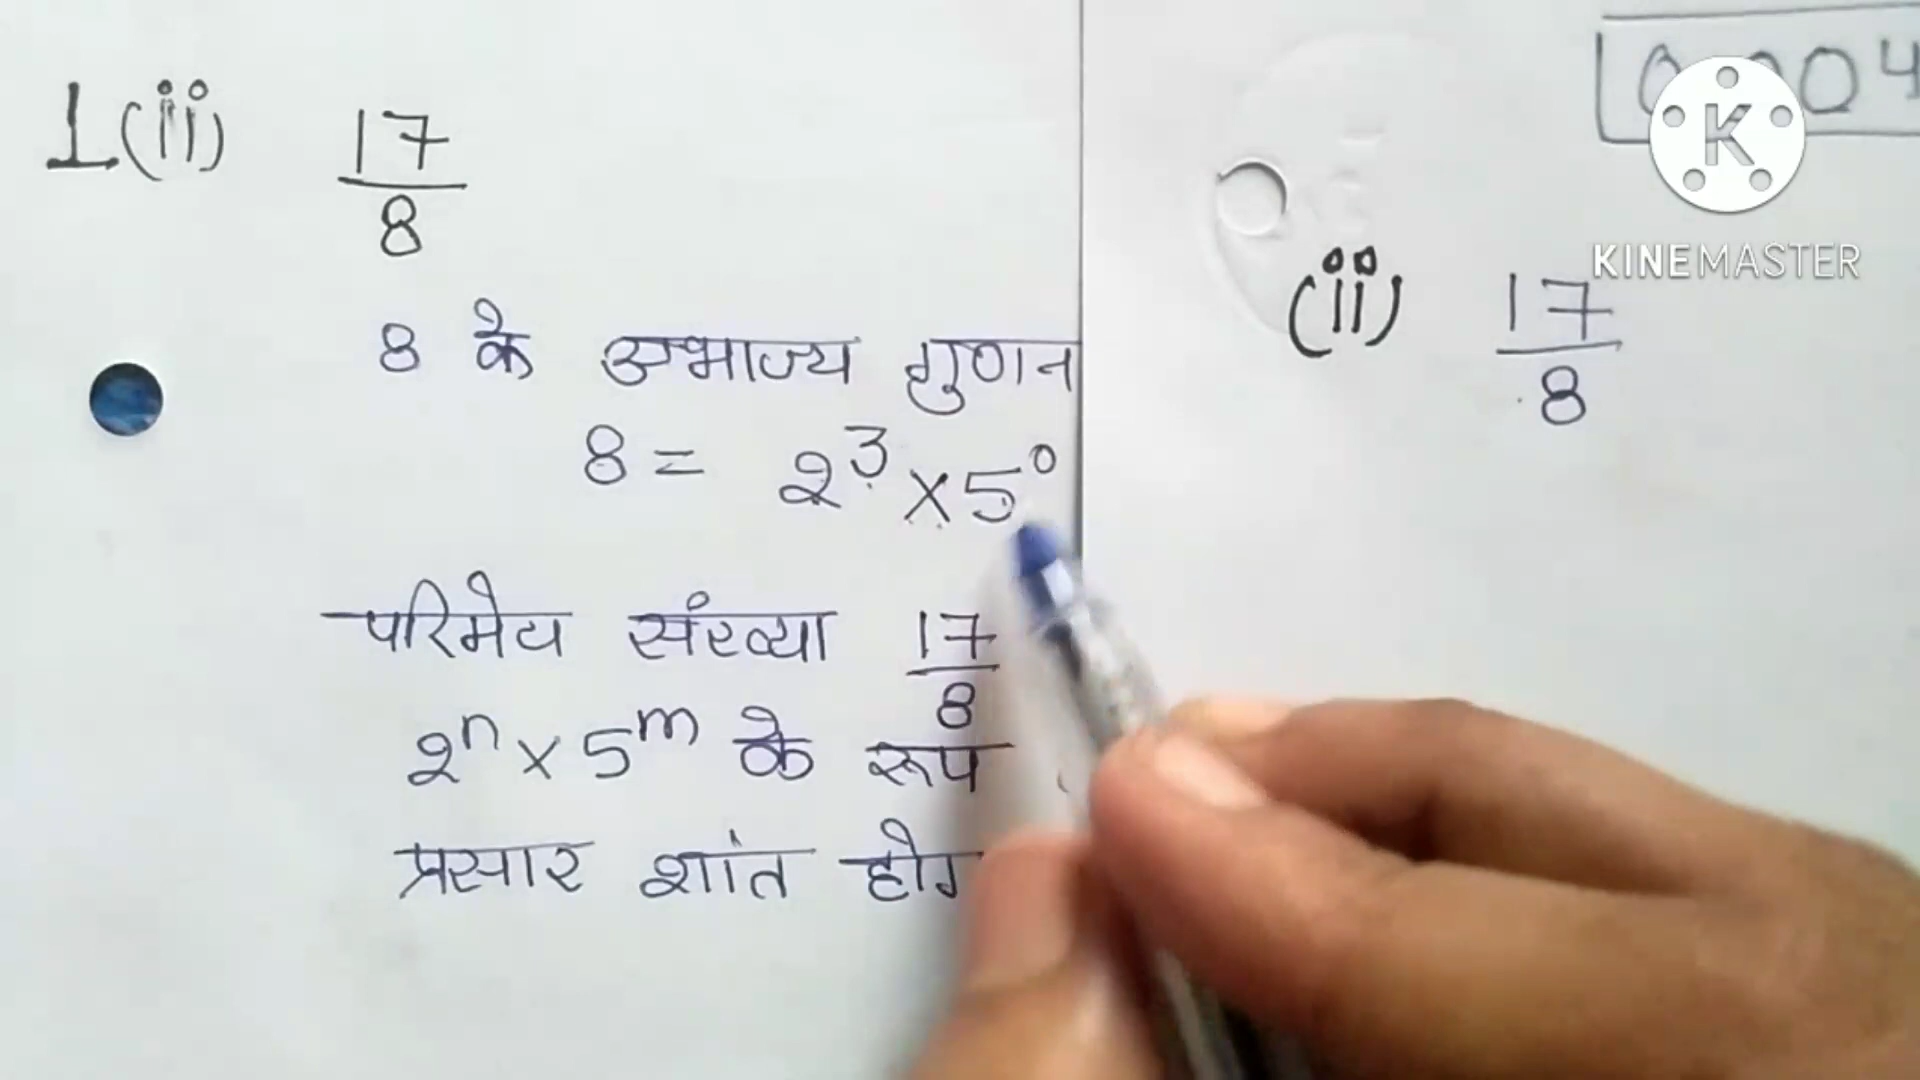 1(ii) 17
8
8 के अभाज्य गुणन
8 = 2³ × 5⁰
परिमेय संख्या 17
8
2ⁿ × 5ᵐ के रूप
प्रसार शांत
K
KINEMASTER
(ii) 17
8